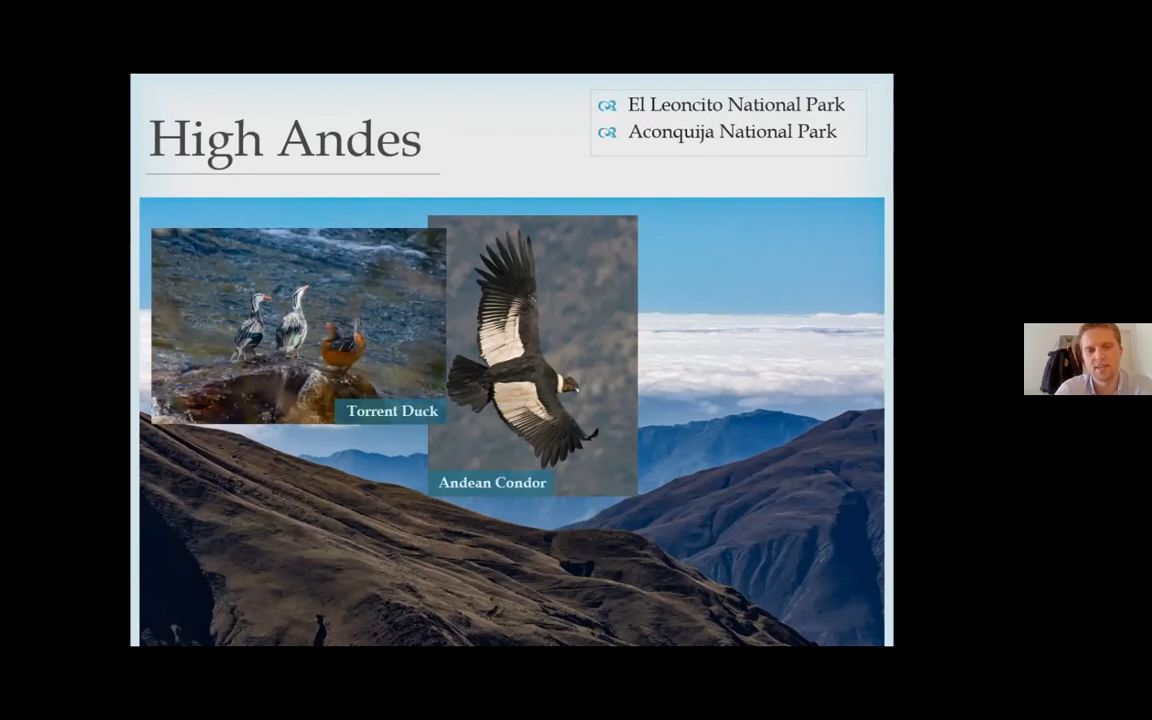 High Andes
El Leoncito National Park
Aconquija National Park
Torrent Duck
Andean Condor